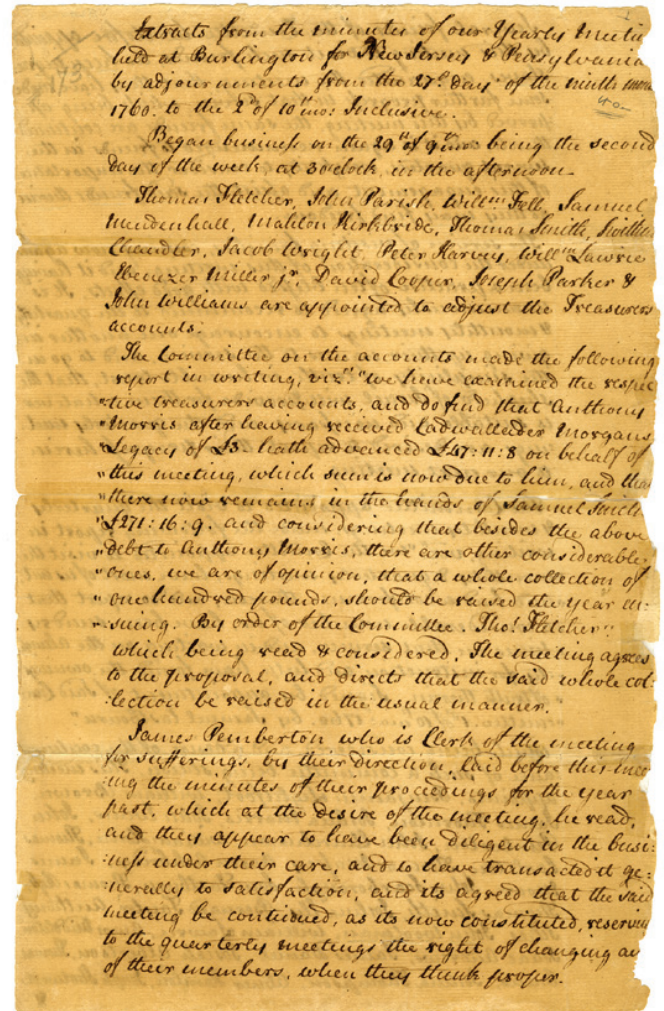 Extracts from the minutes of our Yearly Meetin
held at Burlington for New Jersey & Pensylvania
by adjournments from the 27th day of the ninth mon
1760. to the 2d of 10th mo: Inclusive.
Began business on the 29th of 9th mo being the second
day of the week, at 3 oclock, in the afternoon.
Thomas Fletcher, John Parish, Willm Fell, Samuel
Mendenhall, Mahlon Kirkbride, Thomas Smith, Swithin
Chandler, Jacob Wright, Peter Harvey, Willm Lawrie
Ebenezer Miller jr, David Cooper, Joseph Parker &
John Williams are appointed to adjust the Treasurers
accounts.
The Committee on the accounts made the following
report in writing, vizt. "we have examined the respec
"tive treasurers accounts, and do find that Anthony
"Morris after having received Cadwallader Morgans
"Legacy of £5- hath advanced £47:11:8 on behalf of
"this meeting, which sum is now due to him, and tha
"there now remains in the hands of Samuel Smith
"£271:16:9. and considering that besides the above
"debt to Anthony Morris, there are other considerable
"ones, we are of opinion, that a whole collection of
"one hundred pounds, should be raised the year en:
"suing. By order of the Committee. Tho: Fletcher"
which being read & considered, The meeting agrees
to the proposal, and directs that the said whole col:
:lection be raised in the usual manner.
James Pemberton who is Clerk of the meeting
for sufferings, by their direction, laid before this mee
ing the minutes of their proceedings for the year
past, which at the desire of the meeting, he read,
and they appear to have been diligent in the busi:
:ness under their care, and to have transacted it ge:
:nerally to satisfaction, and its agreed that the said
meeting be continued, as its now constituted, reservin
to the quarterly meetings the right of changing any
of their members, when they think proper.